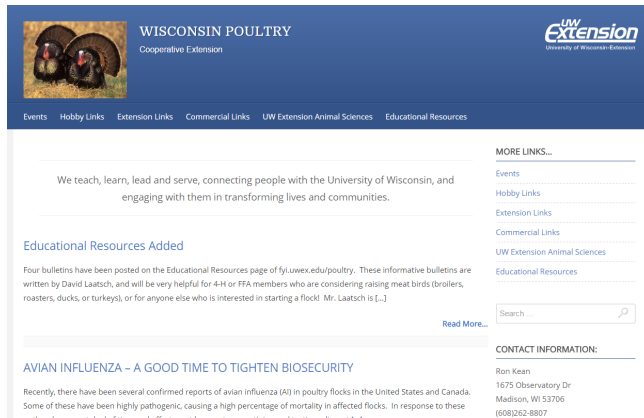 WISCONSIN POULTRY
Cooperative Extension
UW
Extension
University of Wisconsin-Extension
Events Hobby Links Extension Links Commercial Links UW Extension Animal Sciences Educational Resources
We teach, learn, lead and serve, connecting people with the University of Wisconsin, and
engaging with them in transforming lives and communities.
Educational Resources Added
Four bulletins have been posted on the Educational Resources page of fyi.uwex.edu/poultry. These informative bulletins are
written by David Laatsch, and will be very helpful for 4-H or FFA members who are considering raising meat birds (broilers,
roasters, ducks, or turkeys), or for anyone else who is interested in starting a flock! Mr. Laatsch is […]
Read More...
AVIAN INFLUENZA – A GOOD TIME TO TIGHTEN BIOSECURITY
Recently, there have been several confirmed reports of avian influenza (AI) in poultry flocks in the United States and Canada.
Some of these have been highly pathogenic, causing a high percentage of mortality in affected flocks. In response to these
MORE LINKS...
Events
Hobby Links
Extension Links
Commercial Links
UW Extension Animal Sciences
Educational Resources
Search ...
CONTACT INFORMATION:
Ron Kean
1675 Observatory Dr
Madison, WI 53706
(608)262-8807